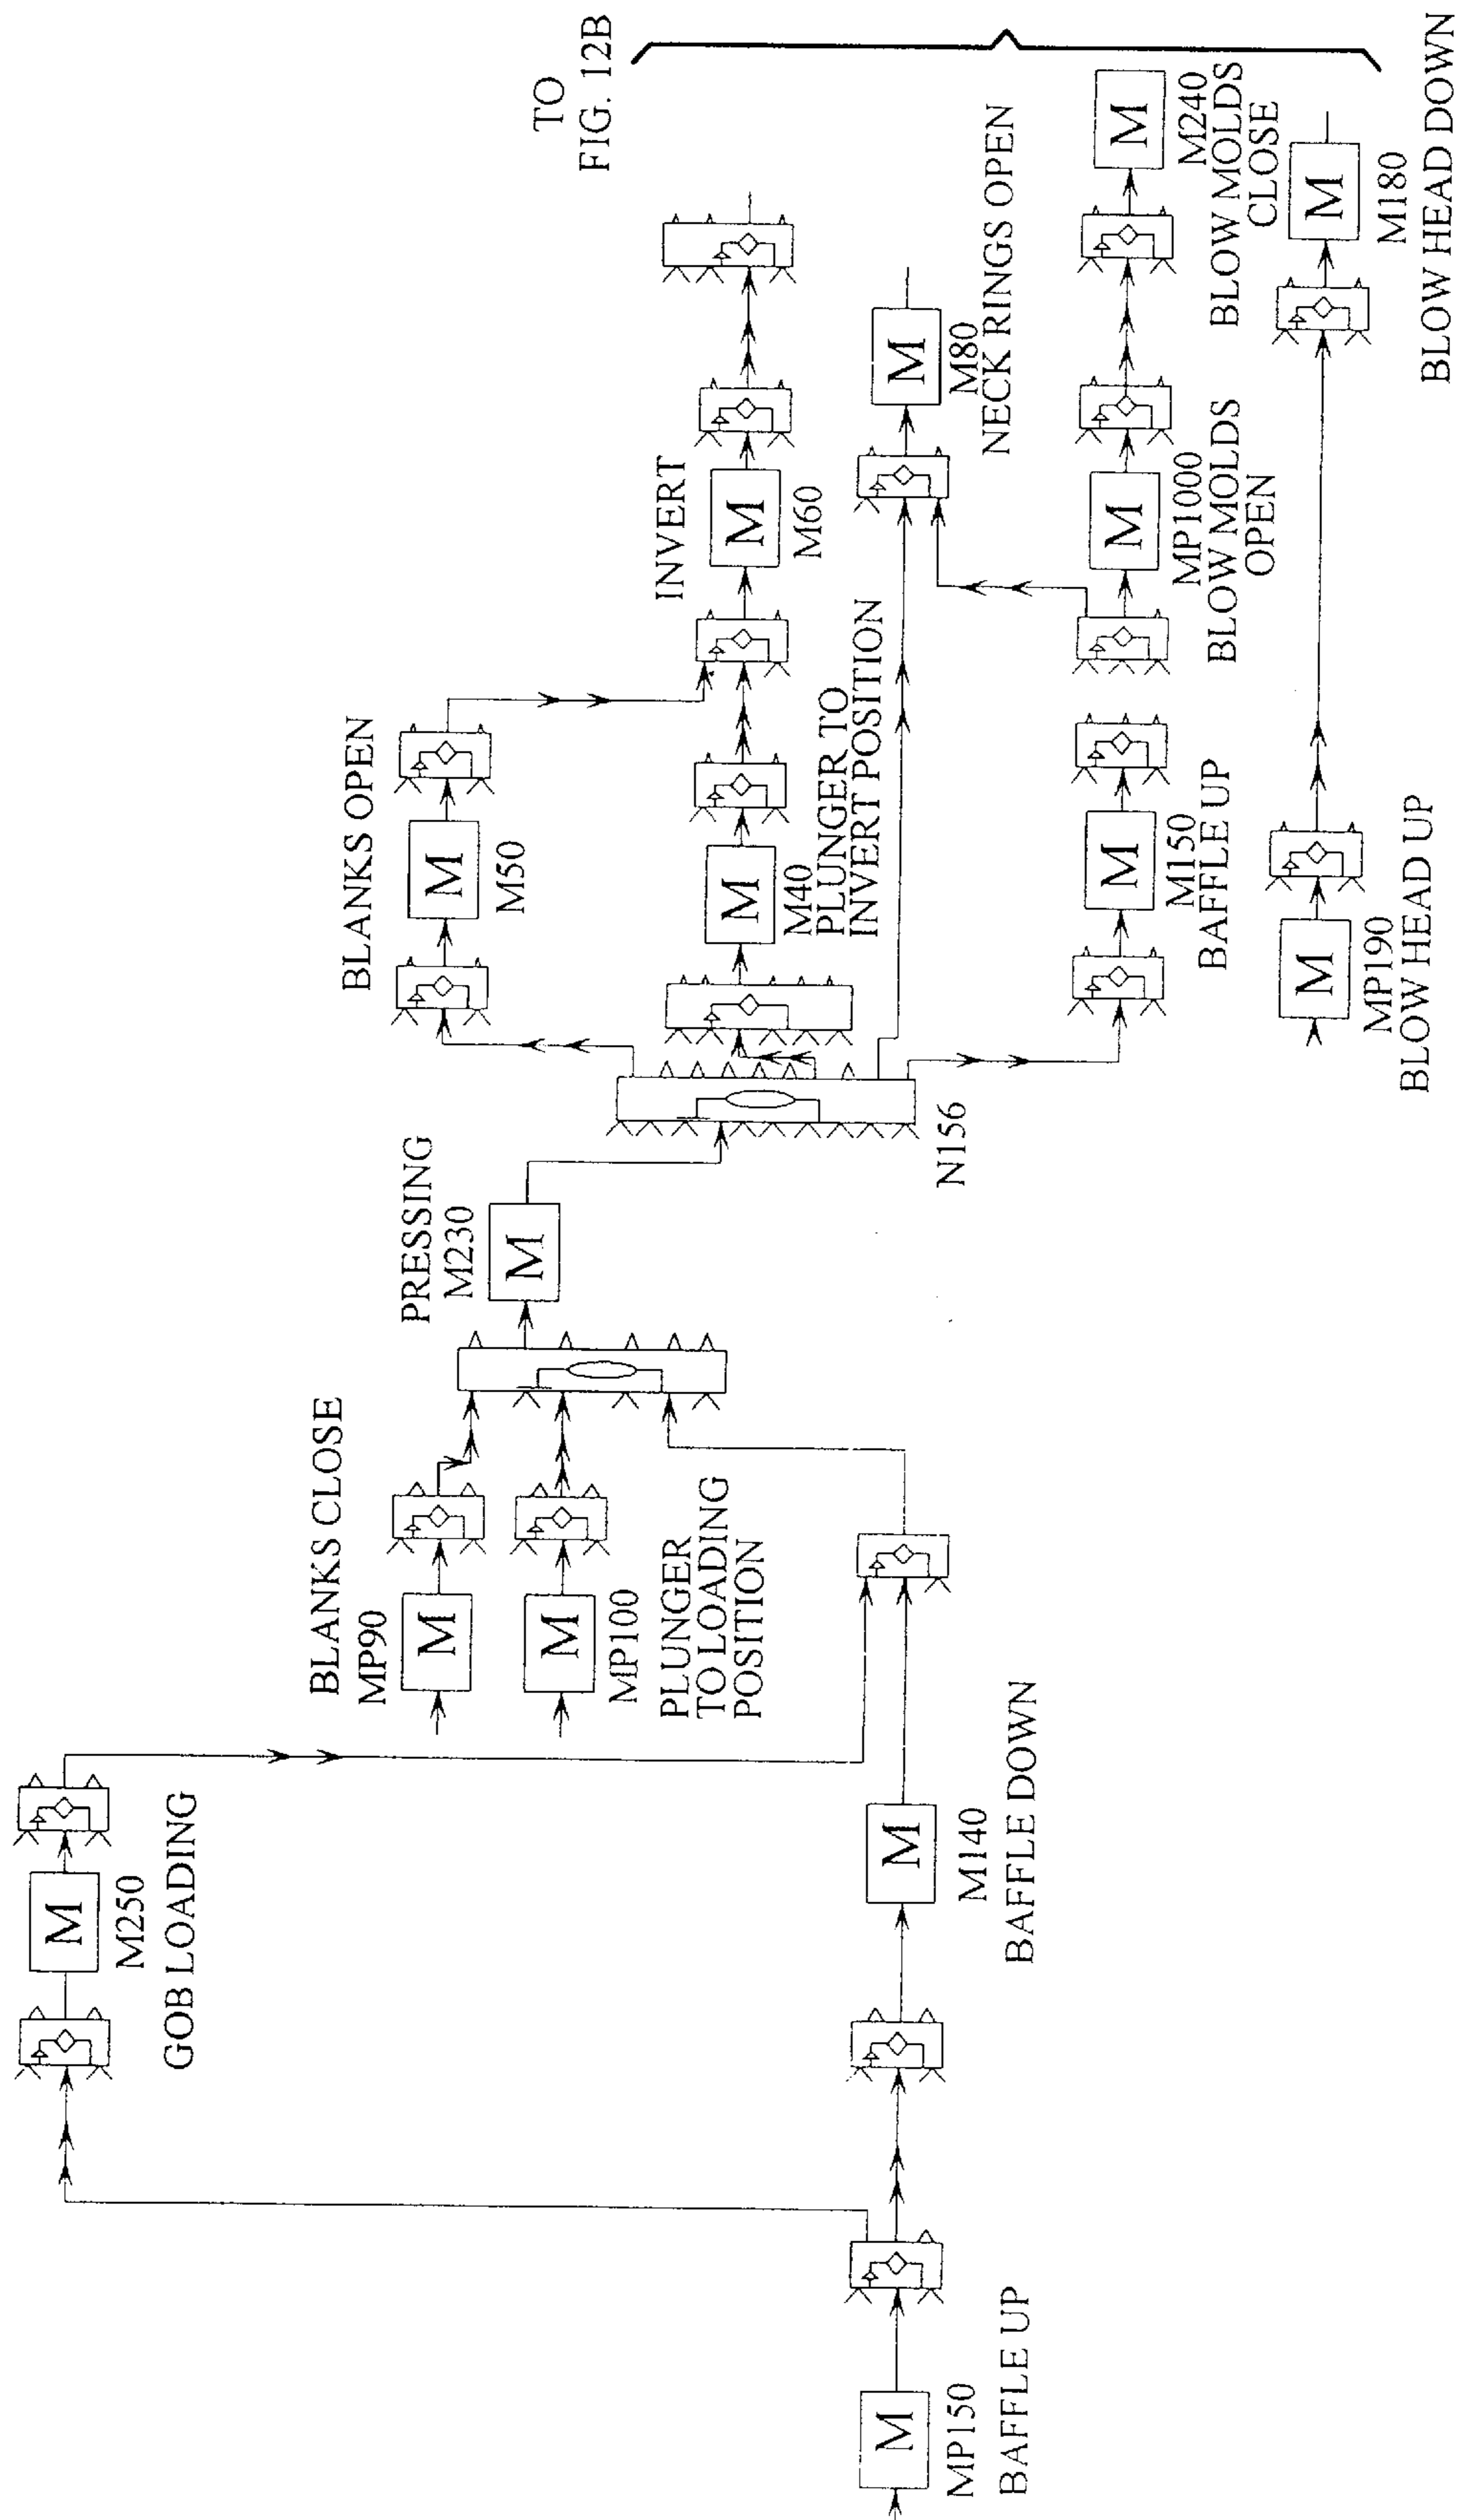 TO
FIG. 12B
MP150
BAFFLE UP
M250
GOB LOADING
M140
BAFFLE DOWN
BLANKS CLOSE
MP90
M
M
MP100
PLUNGER
TO LOADING
POSITION
M
M
M
PRESSING
M230
M
N156
BLANKS OPEN
M
M50
M
M40
PLUNGER TO
INVERT POSITION
INVERT
M
M60
M
M80
NECK RINGS OPEN
M
M150
BAFFLE UP
M
MP1000
BLOW MOLDS
OPEN
M
M240
BLOW MOLDS
CLOSE
M
MP190
BLOW HEAD UP
M
M180
BLOW HEAD DOWN